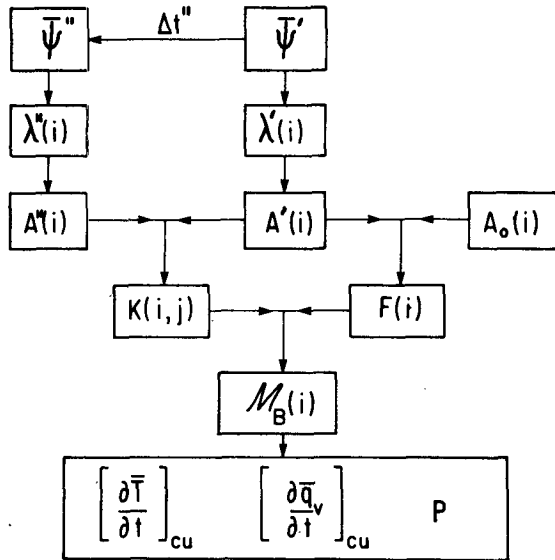 ψ̄" Δt" ψ̄'
λ"(i) λ'(i)
A"(i) A'(i) A₀(i)
K(i,j) F(i)
ℳ_B(i)
[∂T̄/∂t]_cu [∂q̄_v/∂t]_cu P